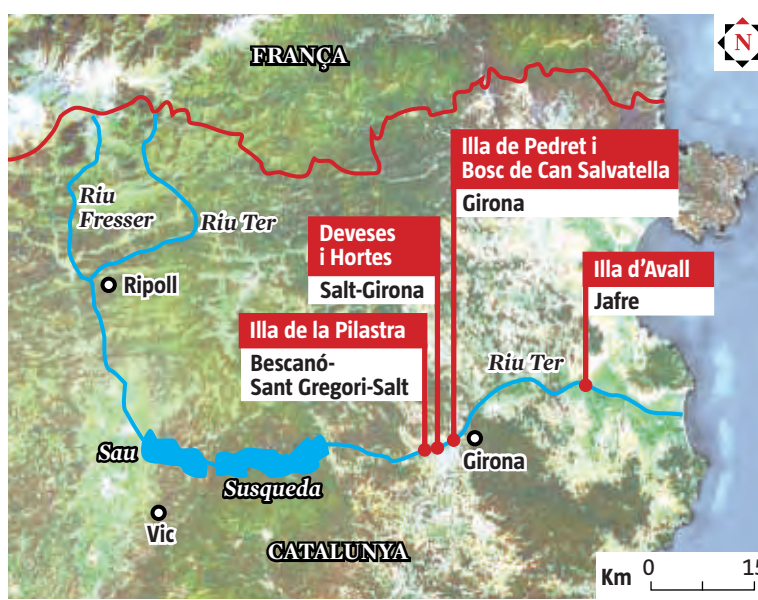 FRANÇA
N
Illa de Pedret i
Bosc de Can Salvatella
Girona
Riu
Fresser
Riu Ter
Deveses
i Hortes
Salt-Girona
Illa d'Avall
Jafre
Ripoll
Illa de la Pilastra
Bescanó-
Sant Gregori-Salt
Riu Ter
Sau
Susqueda
Girona
Vic
CATALUNYA
Km 0 15